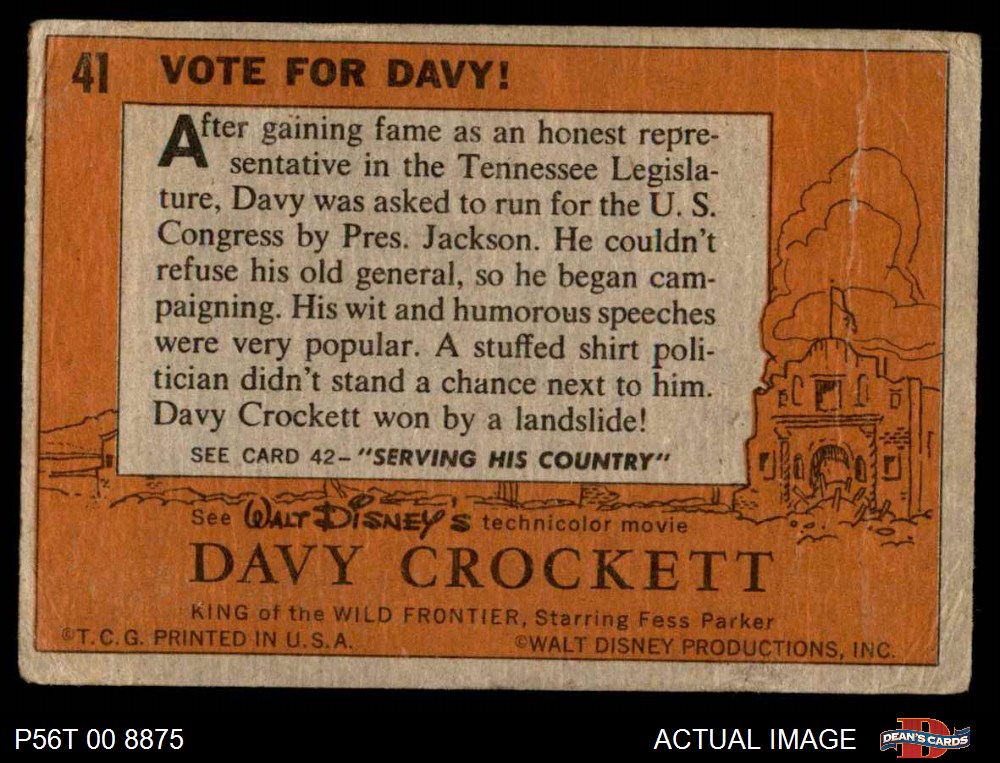 41 VOTE FOR DAVY!
After gaining fame as an honest repre-
sentative in the Tennessee Legisla-
ture, Davy was asked to run for the U. S.
Congress by Pres. Jackson. He couldn't
refuse his old general, so he began cam-
paigning. His wit and humorous speeches
were very popular. A stuffed shirt poli-
tician didn't stand a chance next to him.
Davy Crockett won by a landslide!
SEE CARD 42-"SERVING HIS COUNTRY"
See WALT DISNEY'S technicolor movie
DAVY CROCKETT
KING of the WILD FRONTIER, Starring Fess Parker
©T.C.G. PRINTED IN U.S.A. ©WALT DISNEY PRODUCTIONS, INC.
P56T 00 8875 ACTUAL IMAGE DEAN'S CARDS